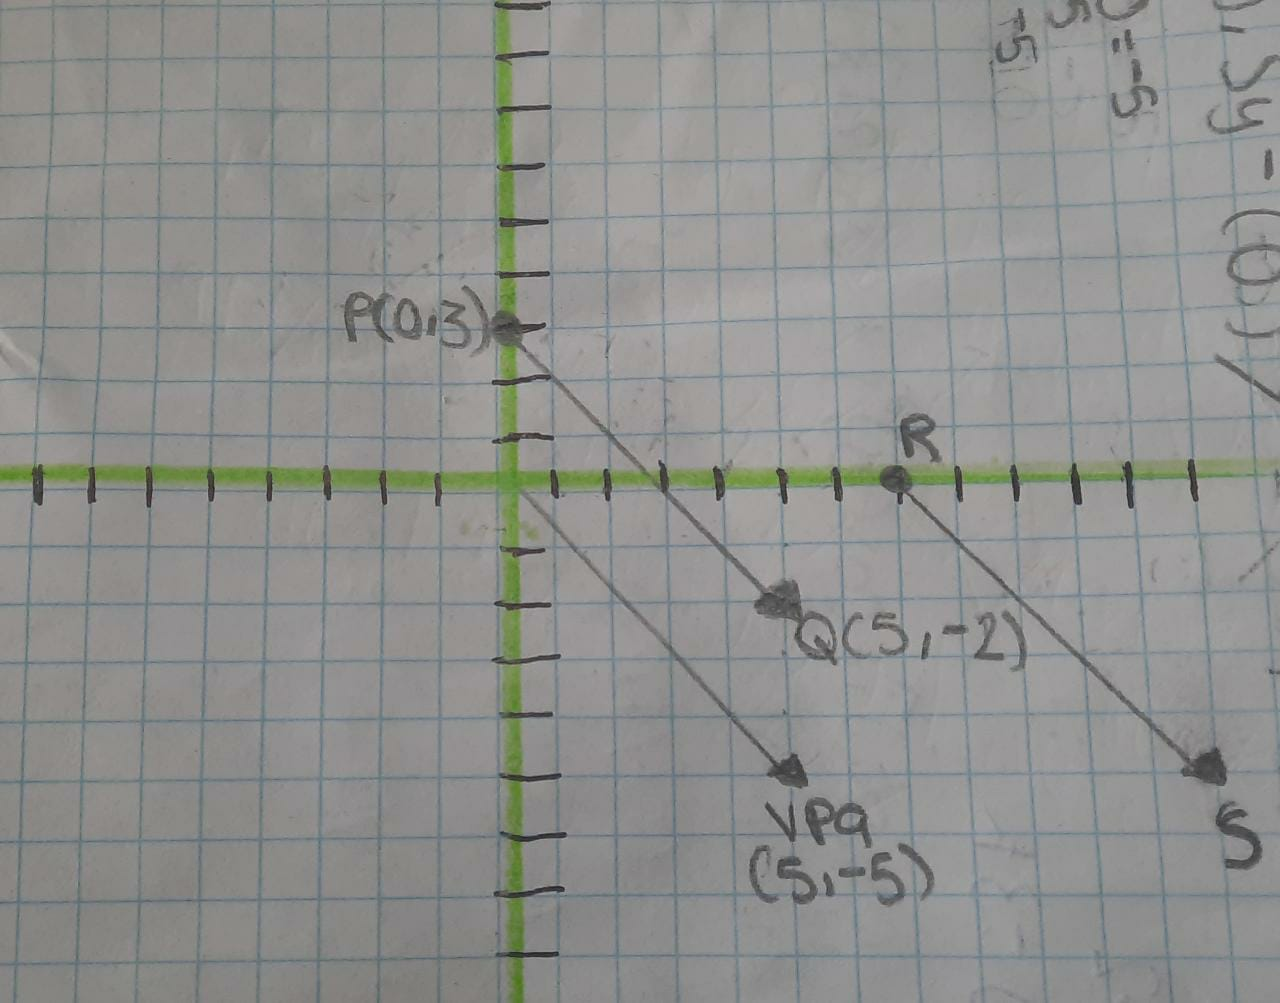 P(0,3)
R
Q(5,-2)
VPQ
(5,-5)
S